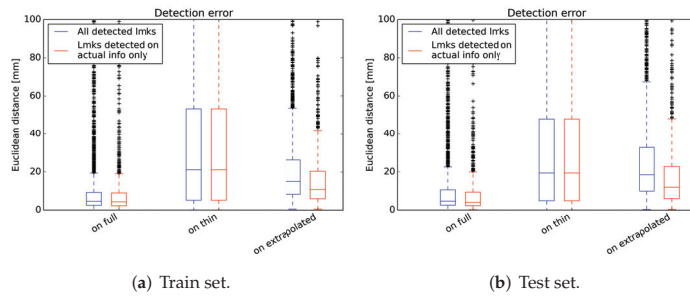 Detection error
All detected lmks
Lmks detected on
actual info only
Euclidean distance [mm]
100
80
60
40
20
0
on full
on thin
on extrapolated
(a) Train set.
Detection error
All detected lmks
Lmks detected on
actual info only
Euclidean distance [mm]
100
80
60
40
20
0
on full
on thin
on extrapolated
(b) Test set.